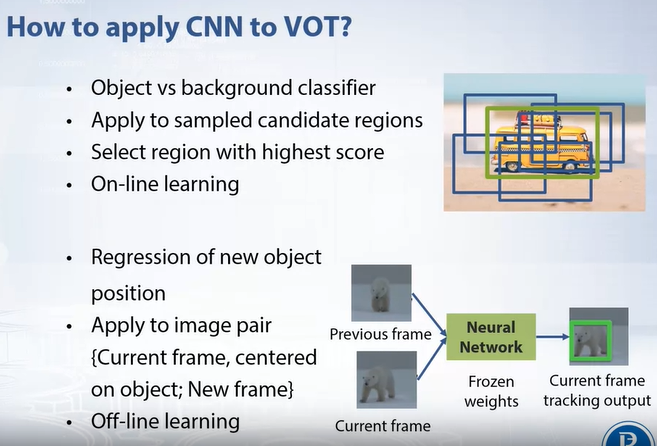 How to apply CNN to VOT?
• Object vs background classifier
• Apply to sampled candidate regions
• Select region with highest score
• On-line learning
• Regression of new object
position
• Apply to image pair
{Current frame, centered
on object; New frame}
• Off-line learning
Previous frame
Current frame
Neural
Network
Frozen
weights
Current frame
tracking output